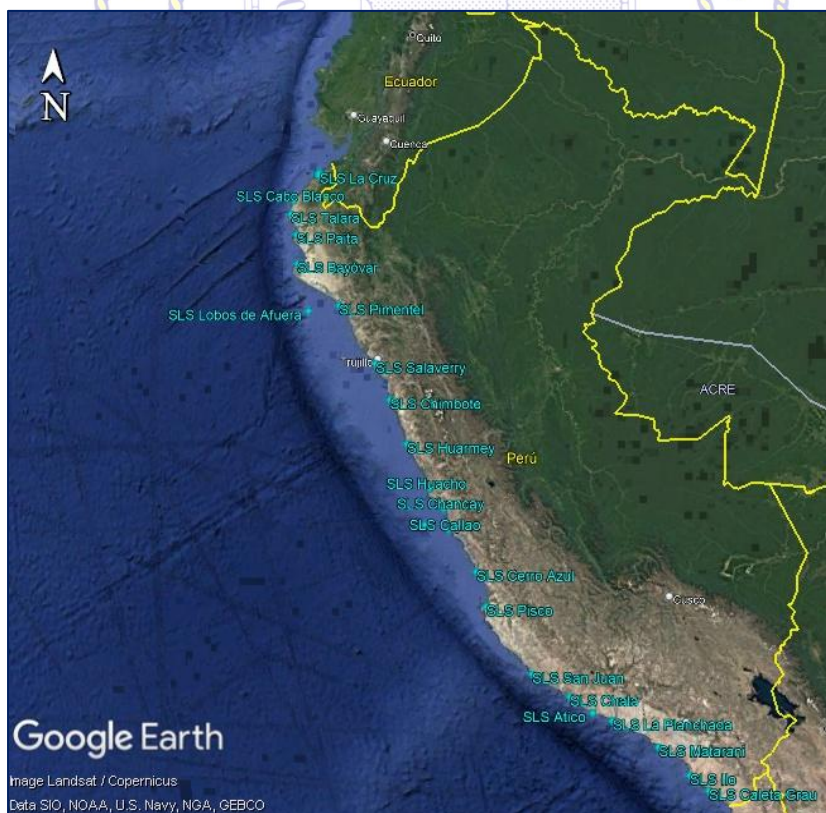 Quito
Ecuador
Guayaquil
Cuenca
N
SLS La Cruz
SLS Cabo Blanco
SLS Talara
SLS Paita
SLS Bayóvar
SLS Lobos de Afuera
SLS Pimentel
Trujillo
SLS Salaverry
SLS Chimbote
ACRE
SLS Huarmey
Perú
SLS Huacho
SLS Chancay
SLS Callao
SLS Cerro Azul
Cusco
SLS Pisco
SLS San Juan
SLS Chala
SLS Atico
SLS La Planchada
Google Earth
SLS Matarani
Image Landsat / Copernicus
SLS Ilo
SLS Caleta Grau
Data SIO, NOAA, U.S. Navy, NGA, GEBCO